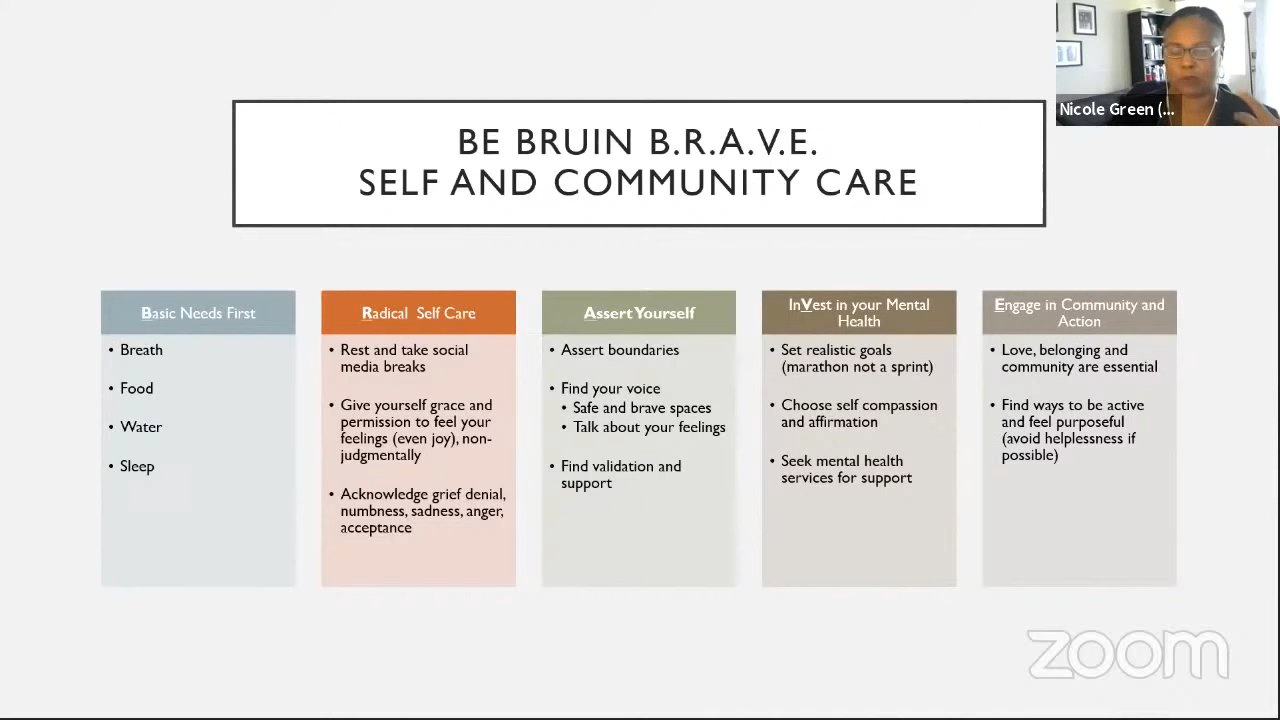 Nicole Green (...
BE BRUIN B.R.A.V.E.
SELF AND COMMUNITY CARE
Basic Needs First
• Breath
• Food
• Water
• Sleep
Radical Self Care
• Rest and take social
media breaks
• Give yourself grace and
permission to feel your
feelings (even joy), non-
judgmentally
• Acknowledge grief denial,
numbness, sadness, anger,
acceptance
Assert Yourself
• Assert boundaries
• Find your voice
• Safe and brave spaces
• Talk about your feelings
• Find validation and
support
InVest in your Mental
Health
• Set realistic goals
(marathon not a sprint)
• Choose self compassion
and affirmation
• Seek mental health
services for support
Engage in Community and
Action
• Love, belonging and
community are essential
• Find ways to be active
and feel purposeful
(avoid helplessness if
possible)
zoom